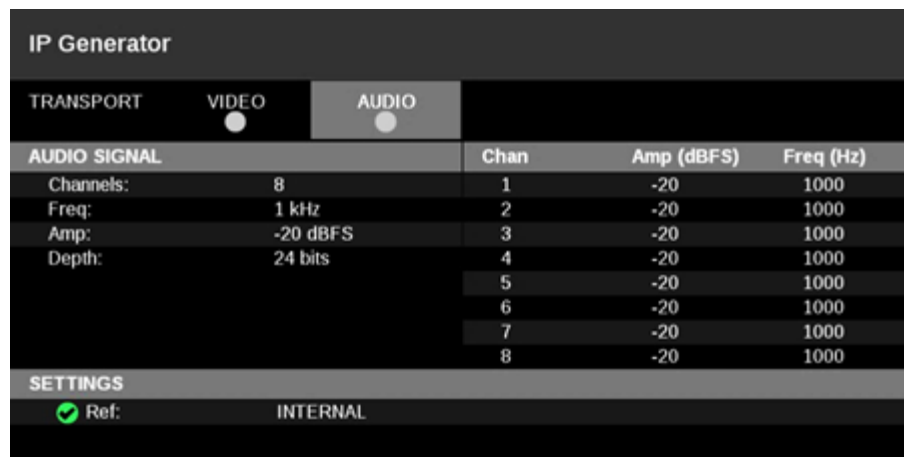 IP Generator
TRANSPORT VIDEO AUDIO
AUDIO SIGNAL Chan Amp (dBFS) Freq (Hz)
Channels: 8 1 -20 1000
Freq: 1 kHz 2 -20 1000
Amp: -20 dBFS 3 -20 1000
Depth: 24 bits 4 -20 1000
5 -20 1000
6 -20 1000
7 -20 1000
8 -20 1000
SETTINGS
Ref: INTERNAL